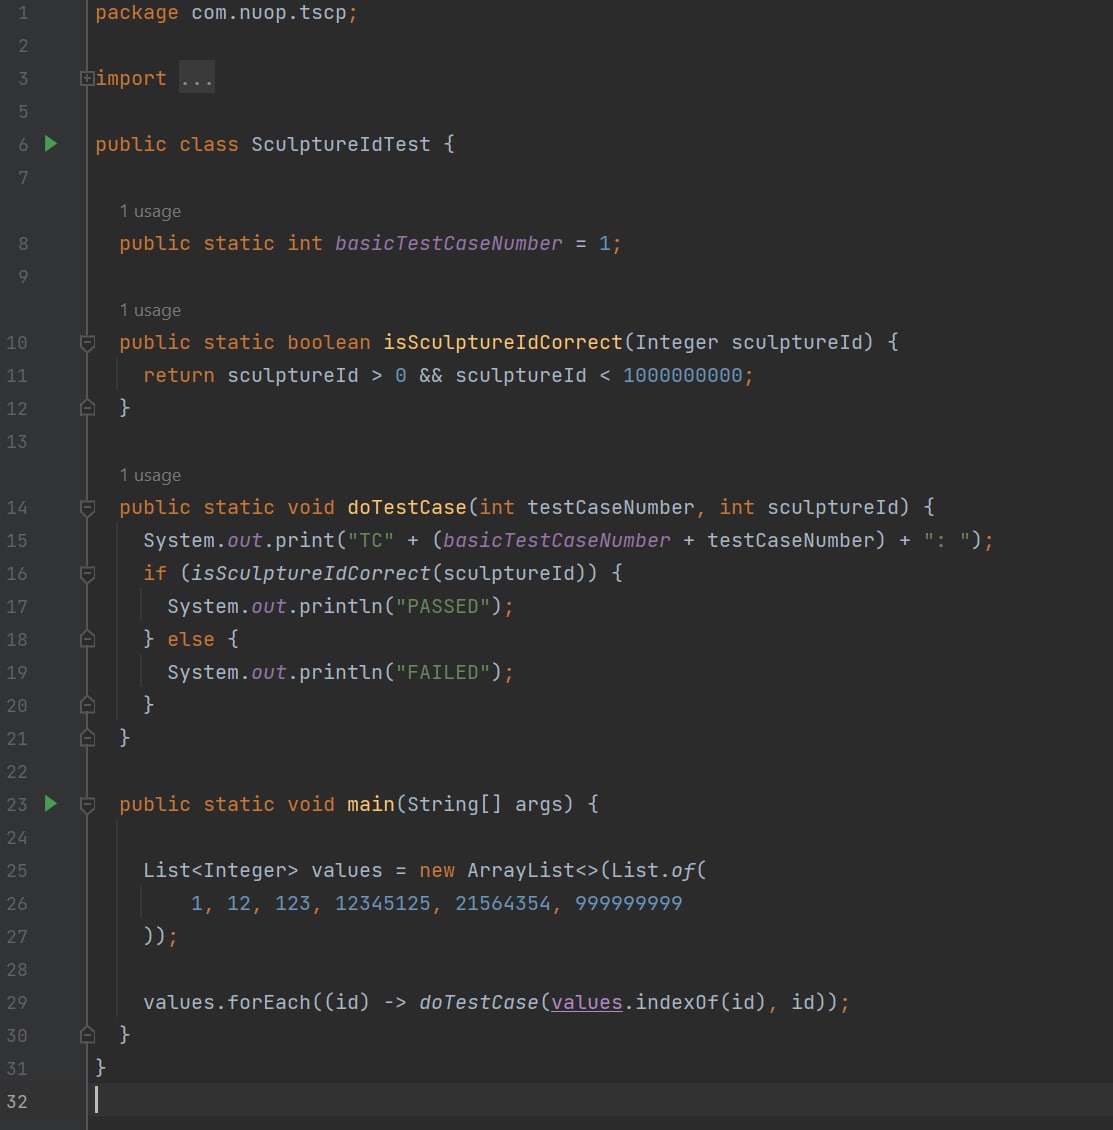 1 package com.nuop.tscp;
2
3 import ...
5
6 public class SculptureIdTest {
7
1 usage
8 public static int basicTestCaseNumber = 1;
9
1 usage
10 public static boolean isSculptureIdCorrect(Integer sculptureId) {
11 return sculptureId > 0 && sculptureId < 1000000000;
12 }
13
1 usage
14 public static void doTestCase(int testCaseNumber, int sculptureId) {
15 System.out.print("TC" + (basicTestCaseNumber + testCaseNumber) + ": ");
16 if (isSculptureIdCorrect(sculptureId)) {
17 System.out.println("PASSED");
18 } else {
19 System.out.println("FAILED");
20 }
21 }
22
23 public static void main(String[] args) {
24
25 List<Integer> values = new ArrayList<>(List.of(
26 1, 12, 123, 12345125, 21564354, 999999999
27 ));
28
29 values.forEach((id) -> doTestCase(values.indexOf(id), id));
30 }
31 }
32